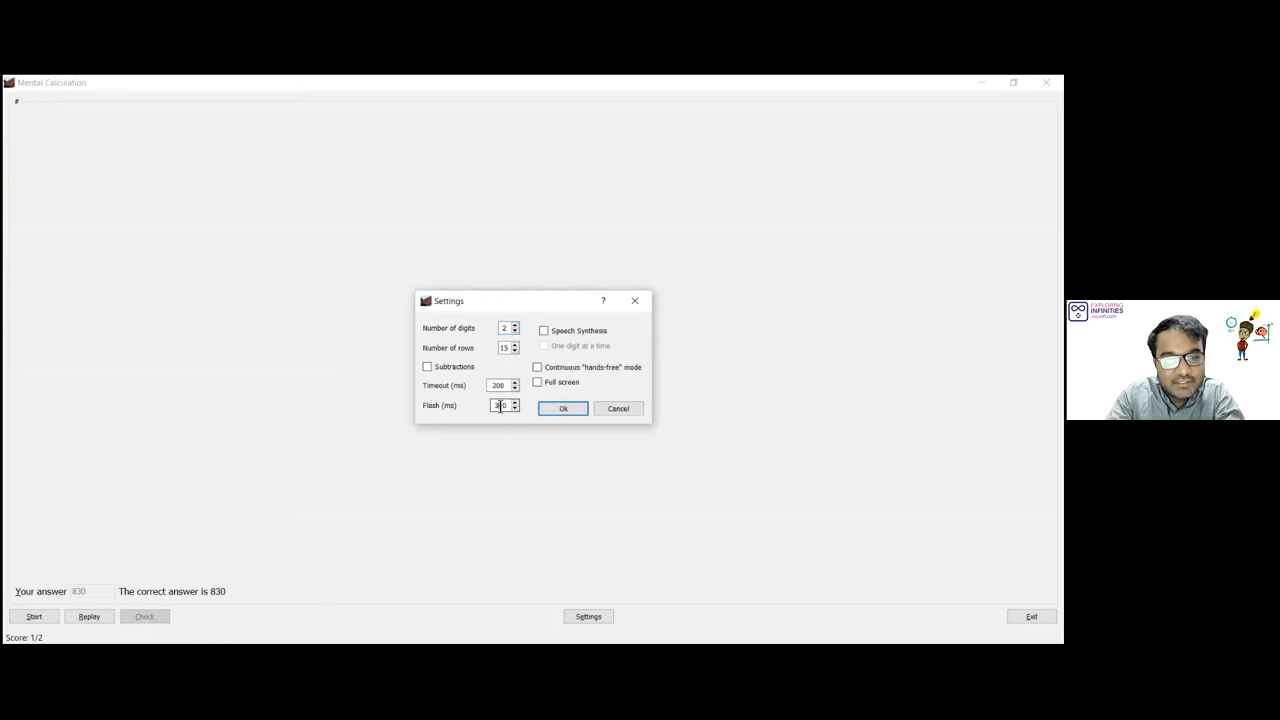 Mental Calculation
#
Settings
?
Number of digits 2
Speech Synthesis
Number of rows 15
One digit at a time
Subtractions
Continuous "hands-free" mode
Timeout (ms) 200
Full screen
Flash (ms)
Ok
Cancel
EXPLORING
INFINITIES
Your answer 830 The correct answer is 830
Start
Replay
Check
Settings
Exit
Score: 1/2